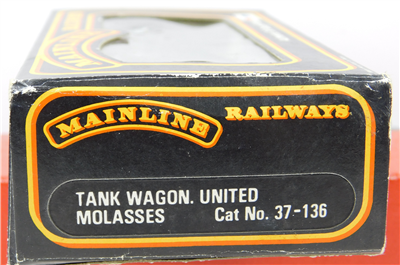 MAINLINE RAILWAYS
TANK WAGON. UNITED
MOLASSES Cat No. 37-136